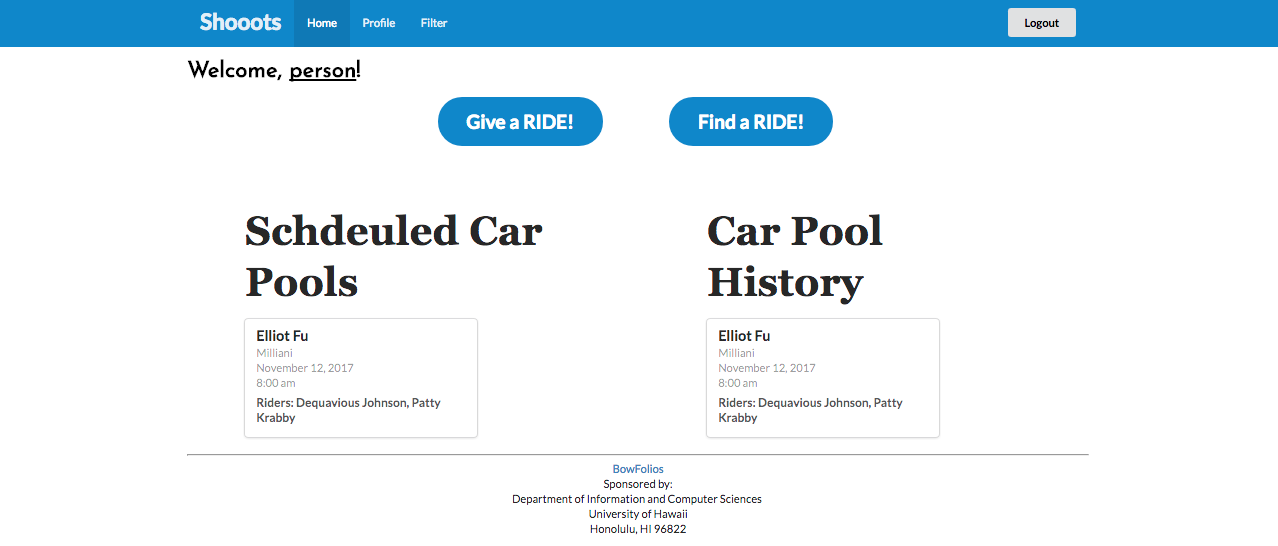 Shooots Home Profile Filter Logout
Welcome, person!
Give a RIDE! Find a RIDE!
Schdeuled Car
Pools
Elliot Fu
Milliani
November 12, 2017
8:00 am
Riders: Dequavious Johnson, Patty
Krabby
Car Pool
History
Elliot Fu
Milliani
November 12, 2017
8:00 am
Riders: Dequavious Johnson, Patty
Krabby
BowFolios
Sponsored by:
Department of Information and Computer Sciences
University of Hawaii
Honolulu, HI 96822